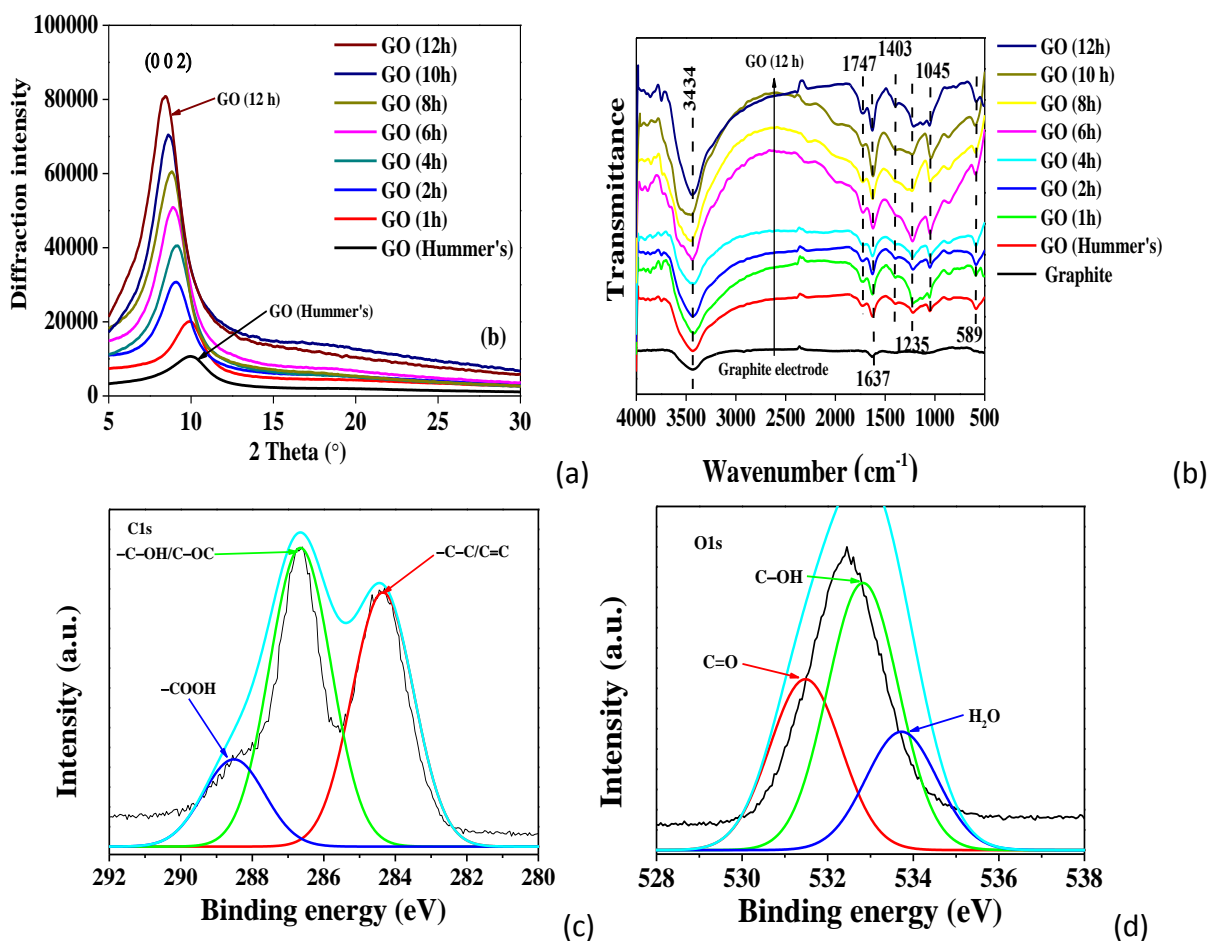 100000
80000
60000
40000
20000
0
Diffraction intensity
(0 0 2)
GO (12 h)
GO (12h)
GO (10h)
GO (8h)
GO (6h)
GO (4h)
GO (2h)
GO (1h)
GO (Hummer's)
GO (Hummer's)
(b)
5 10 15 20 25 30
2 Theta (°)
(a)
Transmittance
3434
GO (12 h)
1747
1403
1045
1637
1235
589
Graphite electrode
GO (12h)
GO (10 h)
GO (8h)
GO (6h)
GO (4h)
GO (2h)
GO (1h)
GO (Hummer's)
Graphite
4000 3500 3000 2500 2000 1500 1000 500
Wavenumber (cm-1)
(b)
Intensity (a.u.)
C1s
–C–OH/C–OC
–C–C/C=C
–COOH
292 290 288 286 284 282 280
Binding energy (eV)
(c)
Intensity (a.u.)
O1s
C–OH
C=O
H2O
528 530 532 534 536 538
Binding energy (eV)
(d)